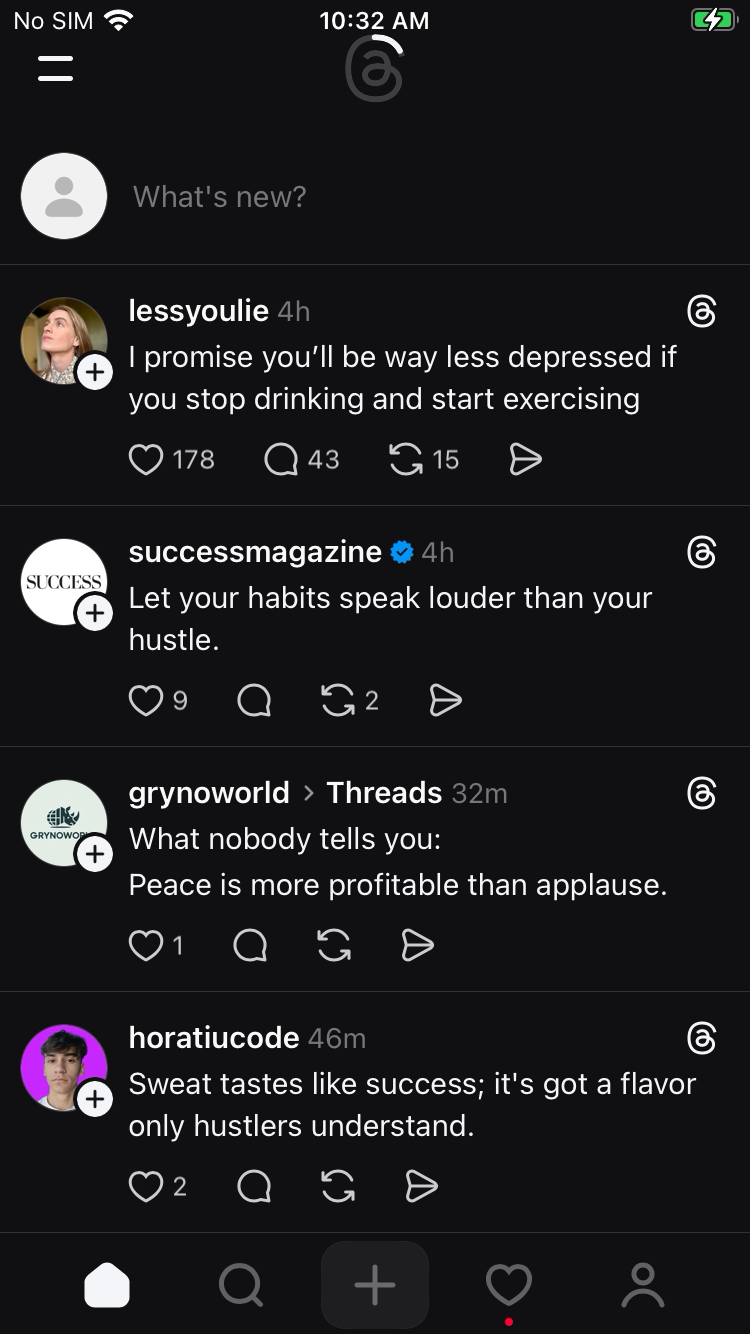 No SIM 10:32 AM
What's new?
lessyoulie 4h
I promise you’ll be way less depressed if
you stop drinking and start exercising
178 43 15
SUCCESS
successmagazine 4h
Let your habits speak louder than your
hustle.
9 2
grynoworld > Threads 32m
What nobody tells you:
Peace is more profitable than applause.
1
horatiucode 46m
Sweat tastes like success; it's got a flavor
only hustlers understand.
2